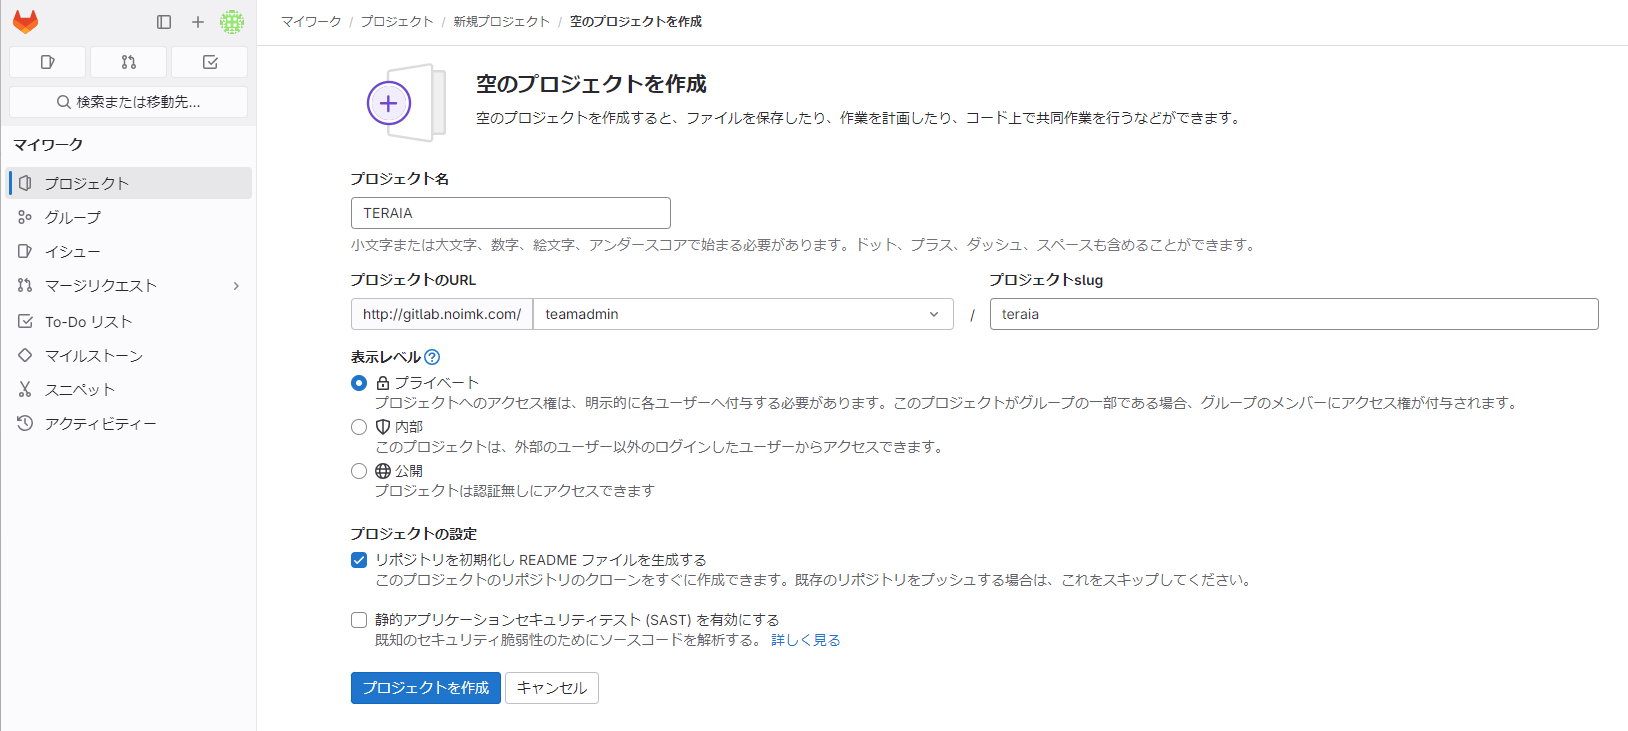 マイワーク / プロジェクト / 新規プロジェクト / 空のプロジェクトを作成
検索または移動先...
マイワーク
プロジェクト
グループ
イシュー
マージリクエスト
To-Do リスト
マイルストーン
スニペット
アクティビティー
空のプロジェクトを作成
空のプロジェクトを作成すると、ファイルを保存したり、作業を計画したり、コード上で共同作業を行うなどができます。
プロジェクト名
TERAIA
小文字または大文字、数字、絵文字、アンダースコアで始まる必要があります。ドット、プラス、ダッシュ、スペースも含めることができます。
プロジェクトのURL
http://gitlab.noimk.com/ teamadmin
/
プロジェクトslug
teraia
表示レベル
プライベート
プロジェクトへのアクセス権は、明示的に各ユーザーへ付与する必要があります。このプロジェクトがグループの一部である場合、グループのメンバーにアクセス権が付与されます。
内部
このプロジェクトは、外部のユーザー以外のログインしたユーザーからアクセスできます。
公開
プロジェクトは認証無しにアクセスできます
プロジェクトの設定
リポジトリを初期化し README ファイルを生成する
このプロジェクトのリポジトリのクローンをすぐに作成できます。既存のリポジトリをプッシュする場合は、これをスキップしてください。
静的アプリケーションセキュリティテスト (SAST) を有効にする
既知のセキュリティ脆弱性のためにソースコードを解析する。 詳しく見る
プロジェクトを作成 キャンセル